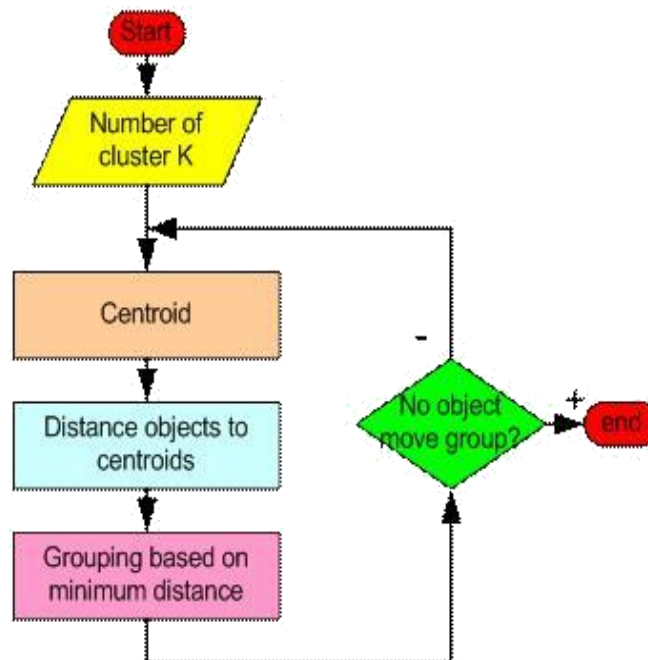 Start
Number of
cluster K
Centroid
Distance objects to
centroids
Grouping based on
minimum distance
-
No object
move group?
+
end